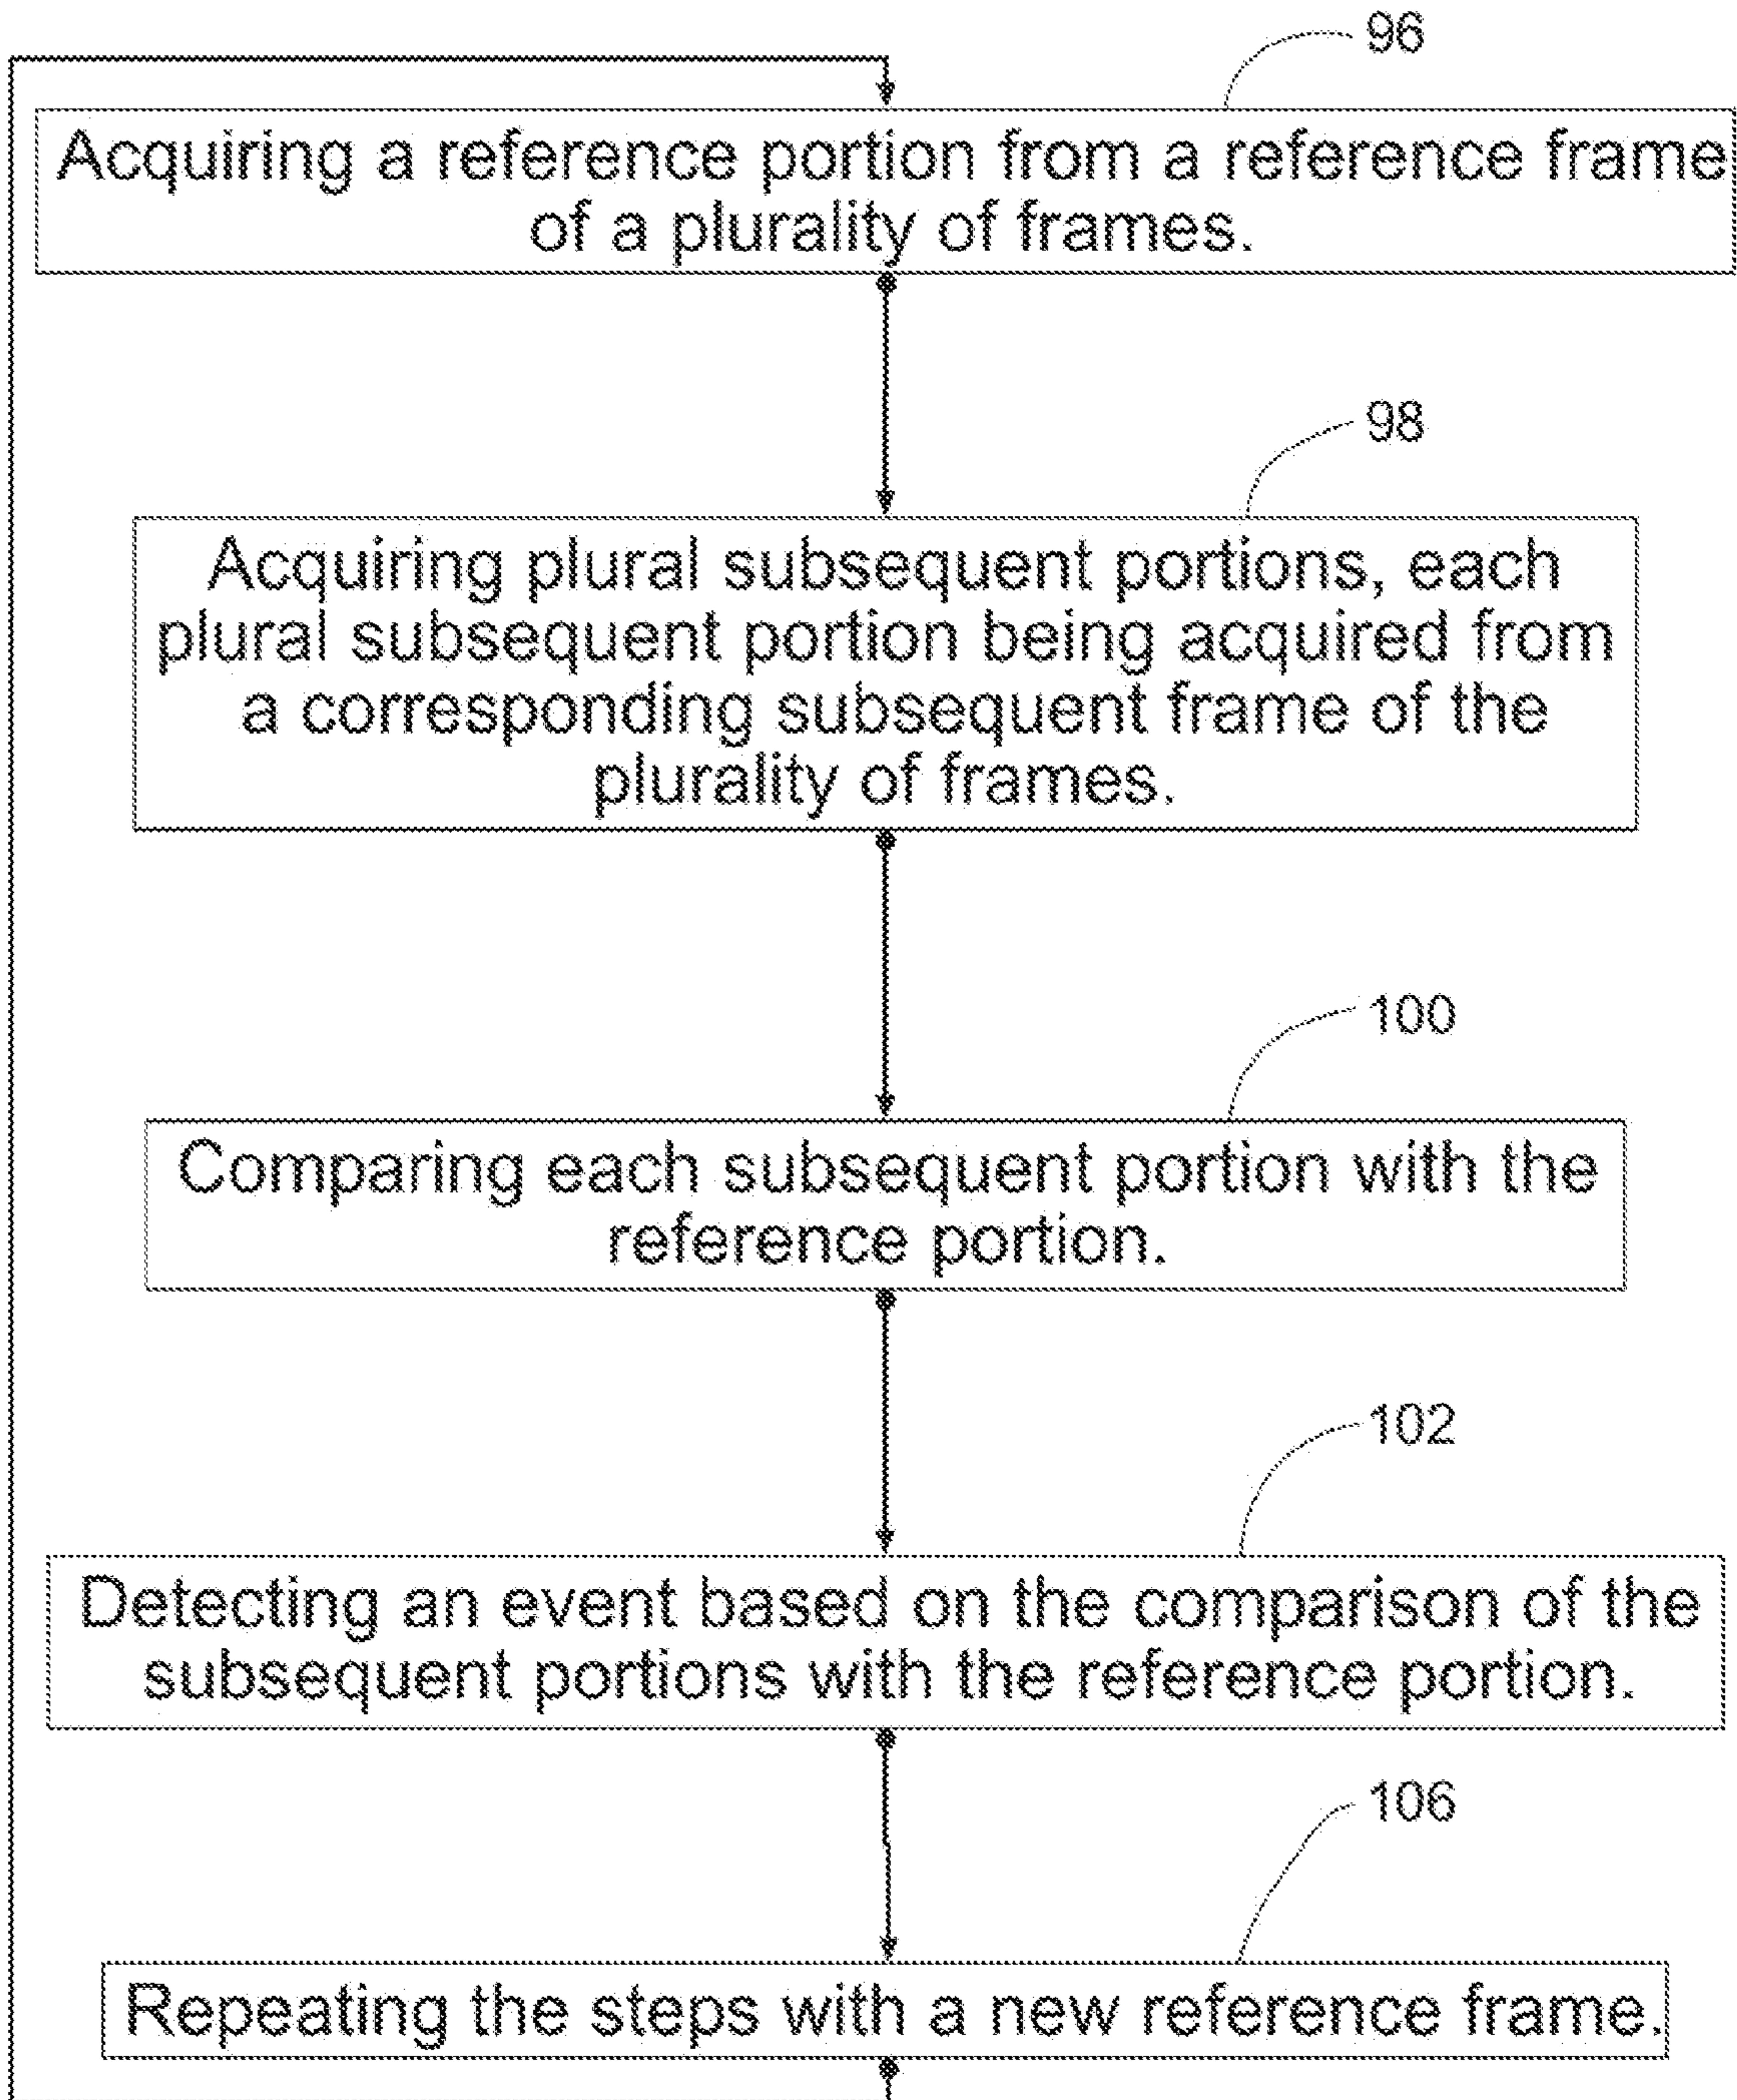 96
Acquiring a reference portion from a reference frame
of a plurality of frames.
98
Acquiring plural subsequent portions, each
plural subsequent portion being acquired from
a corresponding subsequent frame of the
plurality of frames.
100
Comparing each subsequent portion with the
reference portion.
102
Detecting an event based on the comparison of the
subsequent portions with the reference portion.
106
Repeating the steps with a new reference frame.